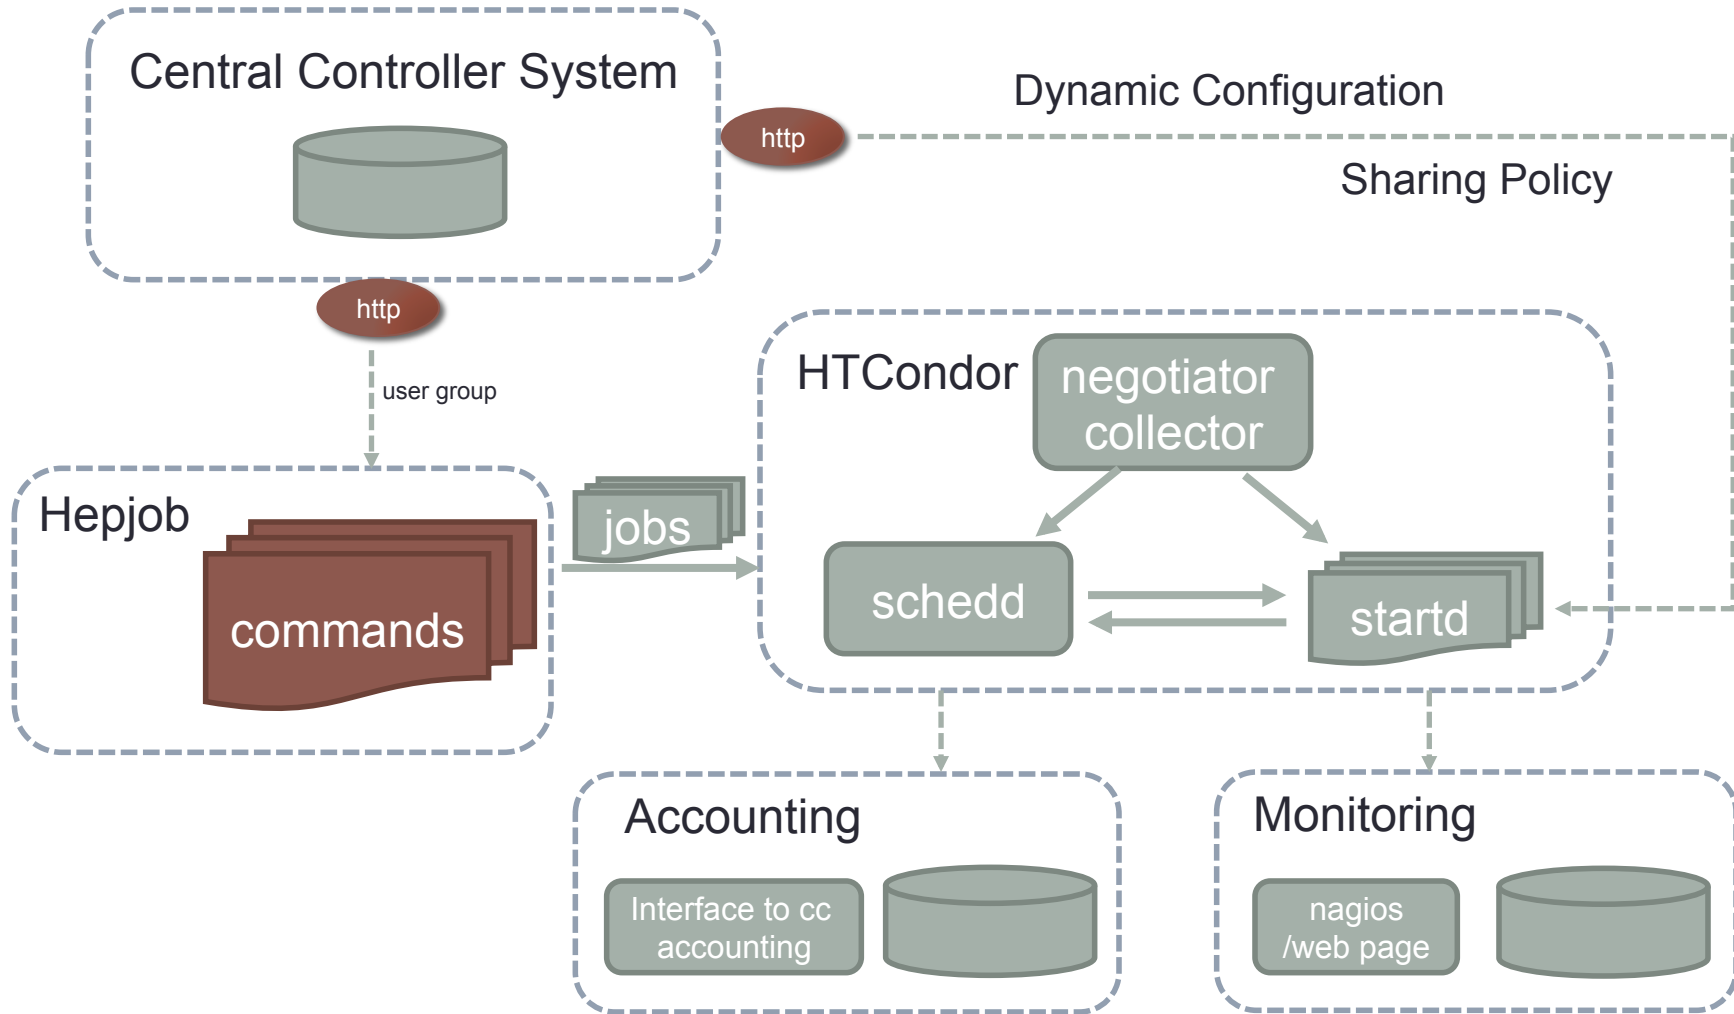 Central Controller System
http
Dynamic Configuration
Sharing Policy
http
user group
HTCondor
negotiator
collector
Hepjob
jobs
commands
schedd
startd
Accounting
Interface to cc
accounting
Monitoring
nagios
/web page